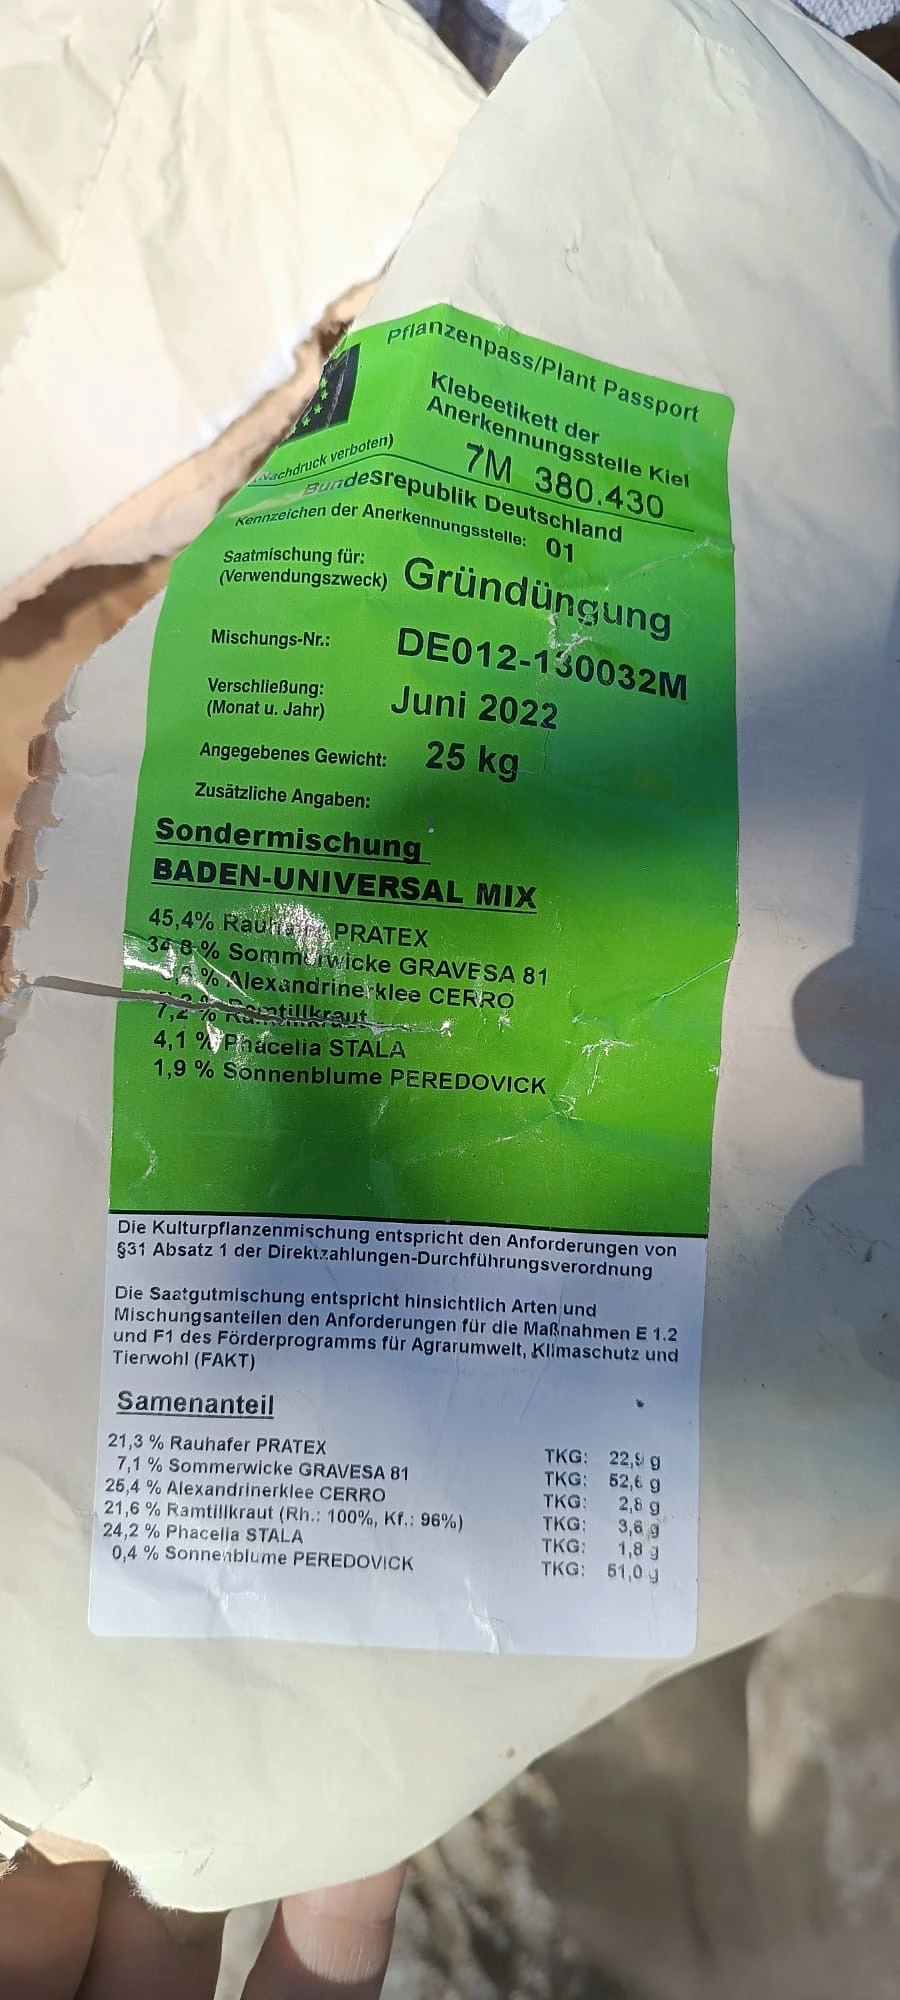 Pflanzenpass/Plant Passport
Klebeetikett der
Anerkennungsstelle Kiel
7M 380.430
(Nachdruck verboten)
Bundesrepublik Deutschland
Kennzeichen der Anerkennungsstelle: 01
Saatmischung für:
(Verwendungszweck) Gründüngung
Mischungs-Nr.: DE012-130032M
Verschließung:
(Monat u. Jahr) Juni 2022
Angegebenes Gewicht: 25 kg
Zusätzliche Angaben:
Sondermischung
BADEN-UNIVERSAL MIX
45,4% Rauhafer PRATEX
34,8 % Sommerwicke GRAVESA 81
% Alexandrinerklee CERRO
7,2 % Ramtillkraut
4,1 % Phacelia STALA
1,9 % Sonnenblume PEREDOVICK
Die Kulturpflanzenmischung entspricht den Anforderungen von
§31 Absatz 1 der Direktzahlungen-Durchführungsverordnung
Die Saatgutmischung entspricht hinsichtlich Arten und
Mischungsanteilen den Anforderungen für die Maßnahmen E 1.2
und F1 des Förderprogramms für Agrarumwelt, Klimaschutz und
Tierwohl (FAKT)
Samenanteil
21,3 % Rauhafer PRATEX TKG: 22,9 g
7,1 % Sommerwicke GRAVESA 81 TKG: 52,6 g
25,4 % Alexandrinerklee CERRO TKG: 2,8 g
21,6 % Ramtillkraut (Rh.: 100%, Kf.: 96%) TKG: 3,6 g
24,2 % Phacelia STALA TKG: 1,8 g
0,4 % Sonnenblume PEREDOVICK TKG: 51,0 g